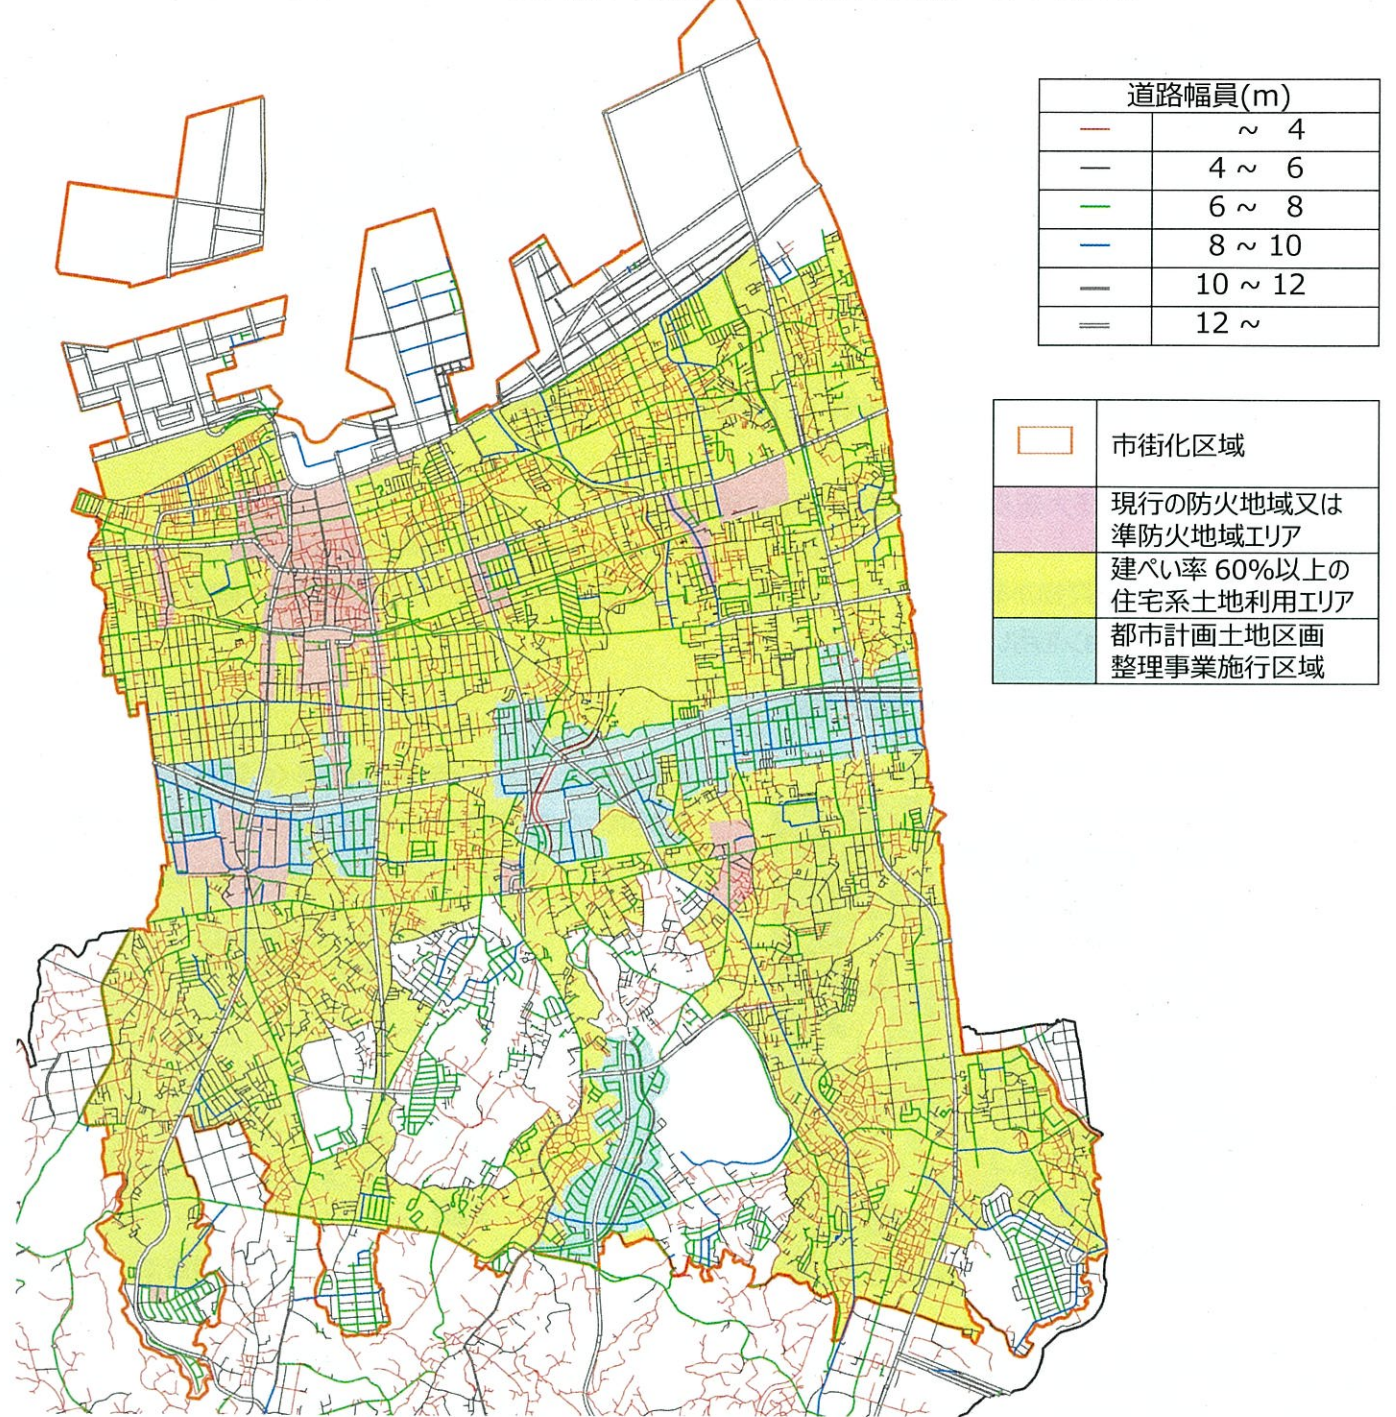 道路幅員(m)
～ 4
4 ～ 6
6 ～ 8
8 ～ 10
10 ～ 12
12 ～
市街化区域
現行の防火地域又は
準防火地域エリア
建ぺい率 60%以上の
住宅系土地利用エリア
都市計画土地区画
整理事業施行区域